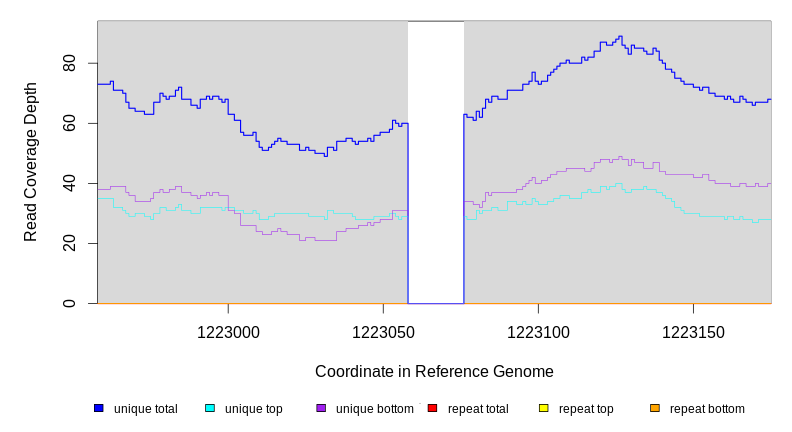 Read Coverage Depth
80
60
40
20
0
1223000 1223050 1223100 1223150
Coordinate in Reference Genome
unique total unique top unique bottom repeat total repeat top repeat bottom